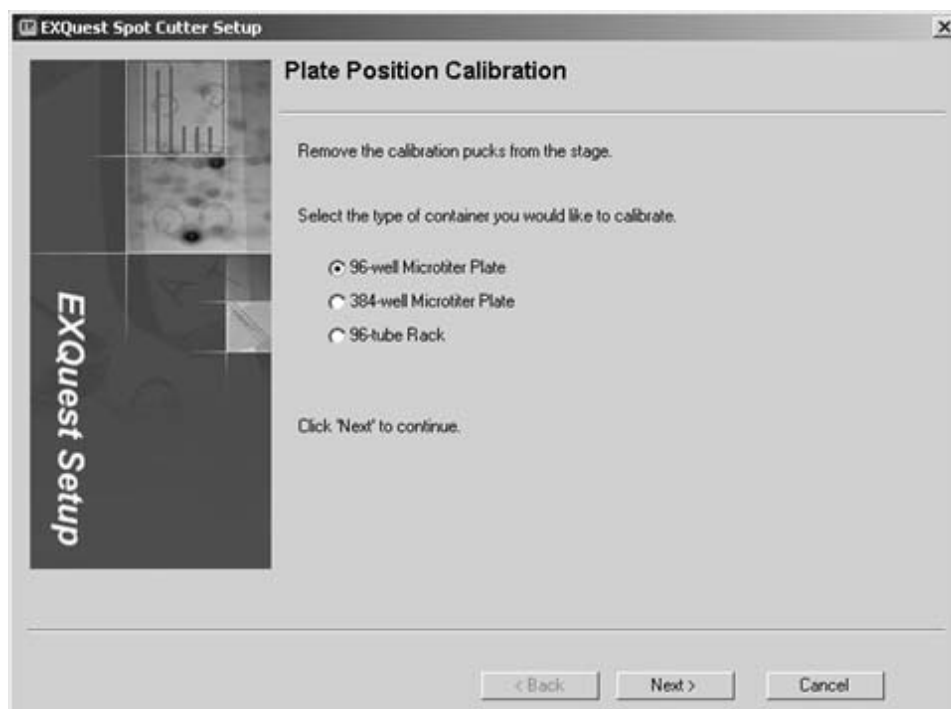 EXQuest Spot Cutter Setup
Plate Position Calibration
Remove the calibration pucks from the stage.
Select the type of container you would like to calibrate.
96-well Microtiter Plate
384-well Microtiter Plate
96-tube Rack
Click 'Next' to continue.
EXQuest Setup
< Back
Next >
Cancel